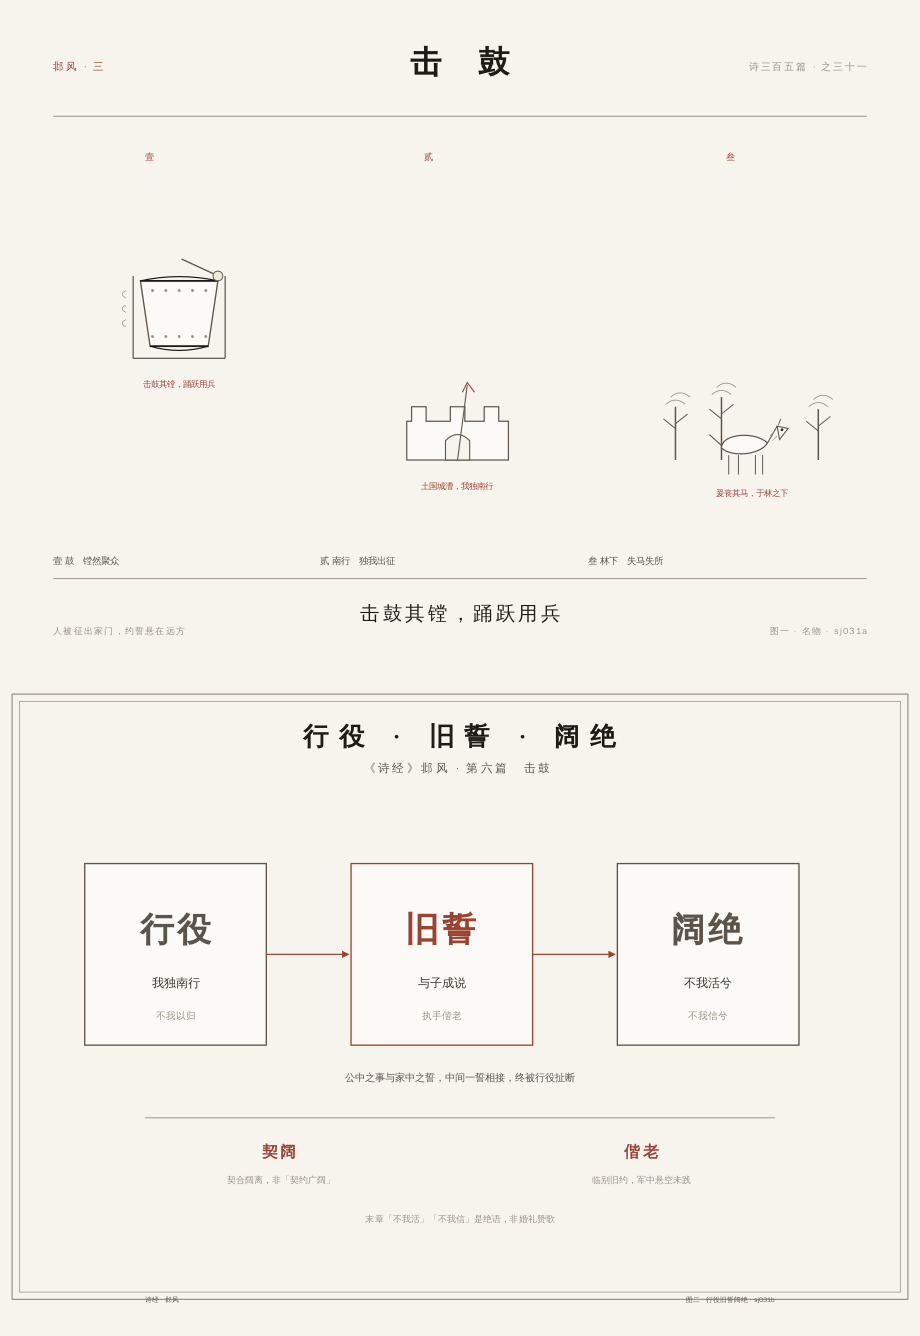 邶风 · 三
击 鼓
诗三百五篇 · 之三十一
壹
贰
叁
击鼓其镗，踊跃用兵
土国城漕，我独南行
爰丧其马，于林之下
壹 鼓 镗然聚众
贰 南行 独我出征
叁 林下 失马失所
击鼓其镗，踊跃用兵
人被征出家门，约誓悬在远方
图一 · 名物 · sj031a
行役 · 旧誓 · 阔绝
《诗经》邶风 · 第六篇 击鼓
行役
我独南行
不我以归
旧誓
与子成说
执手偕老
阔绝
不我活兮
不我信兮
公中之事与家中之誓，中间一誓相接，终被行役扯断
契阔
契合阔离，非「契约广阔」
偕老
临别旧约，军中悬空未践
末章「不我活」「不我信」是绝语，非婚礼赞歌
诗经 · 邶风
图二 · 行役旧誓阔绝 · sj031b